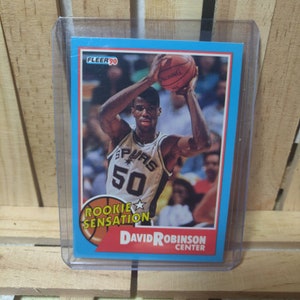 FLEER '90
SPURS
50
ROOKIE
SENSATION
DAVID ROBINSON
CENTER